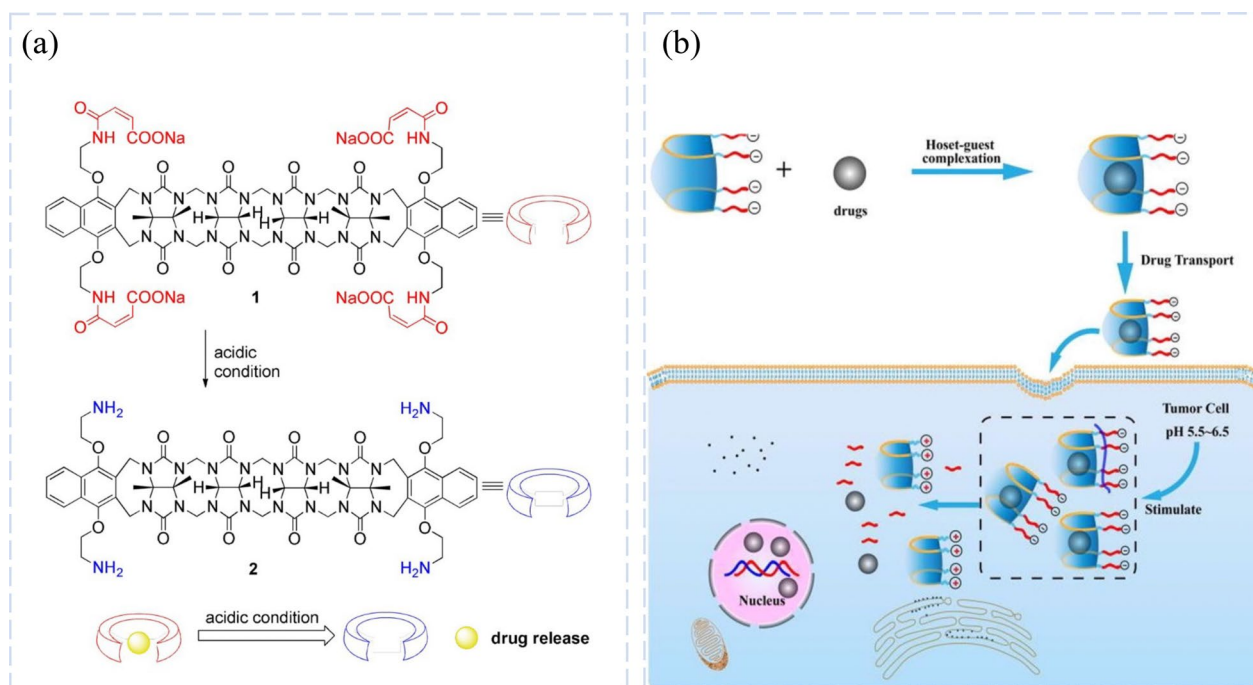 (a)
O
O
NH
COONa
NaOOC
HN
O
O
O
O
O
O
N N N N N N N N
H H H H
N N N N N N N N
O
O
O
O
O
O
NH
COONa
NaOOC
HN
O
O
1
acidic
condition
NH2
H2N
O
O
O
O
O
O
N N N N N N N N
H H H H
N N N N N N N N
O
O
O
O
O
O
NH2
H2N
2
acidic condition
drug release
(b)
Hoset-guest
complexation
+
drugs
Drug Transport
Tumor Cell
pH 5.5~6.5
Stimulate
Nucleus